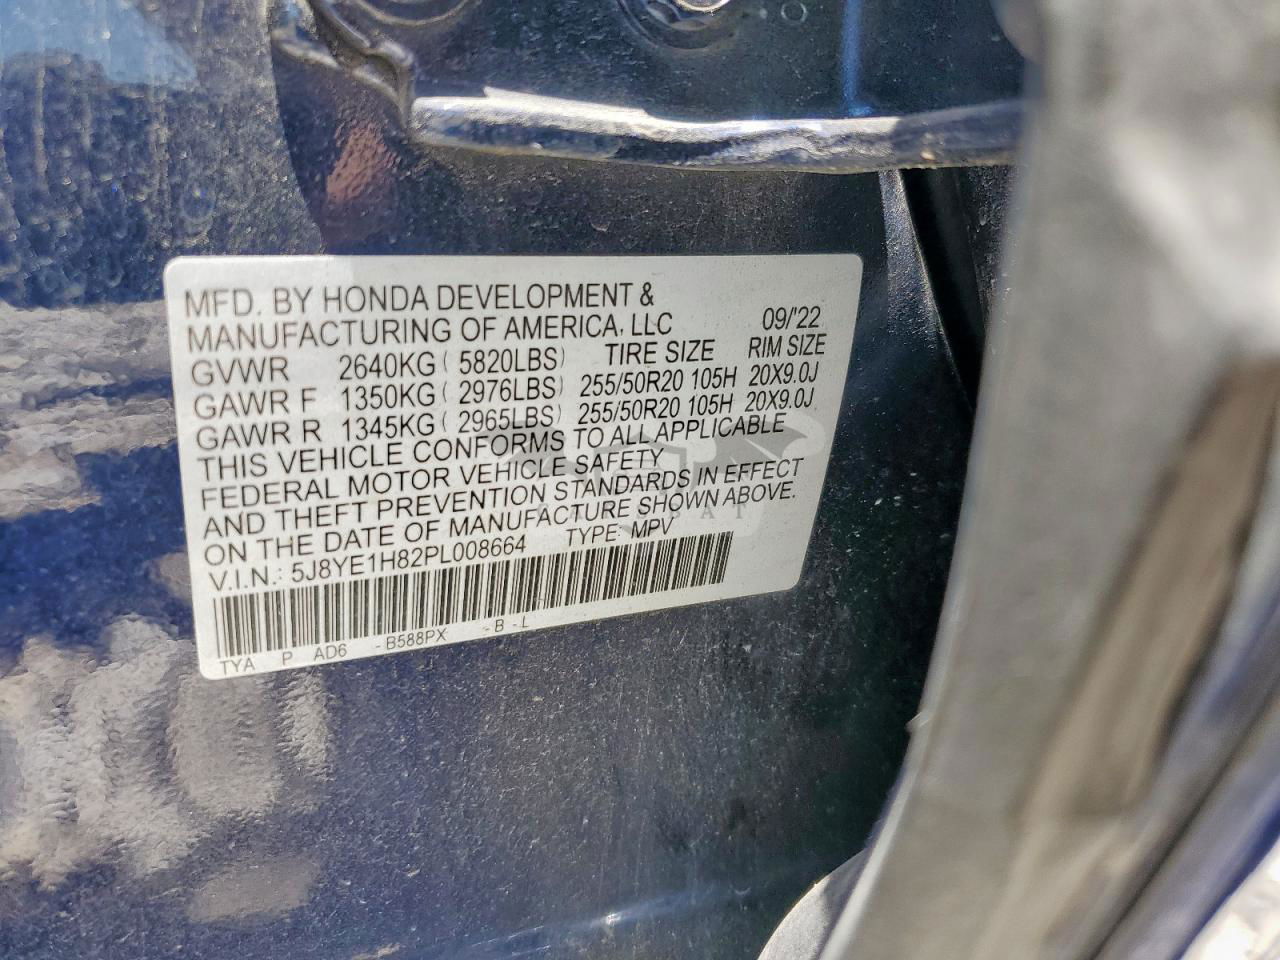 MFD. BY HONDA DEVELOPMENT &
MANUFACTURING OF AMERICA, LLC 09/'22
GVWR 2640KG ( 5820LBS) TIRE SIZE RIM SIZE
GAWR F 1350KG ( 2976LBS) 255/50R20 105H 20X9.0J
GAWR R 1345KG ( 2965LBS) 255/50R20 105H 20X9.0J
THIS VEHICLE CONFORMS TO ALL APPLICABLE
FEDERAL MOTOR VEHICLE SAFETY
AND THEFT PREVENTION STANDARDS IN EFFECT
ON THE DATE OF MANUFACTURE SHOWN ABOVE.
V.I.N.: 5J8YE1H82PL008664 TYPE: MPV
TYA P AD6 -B588PX -B -L